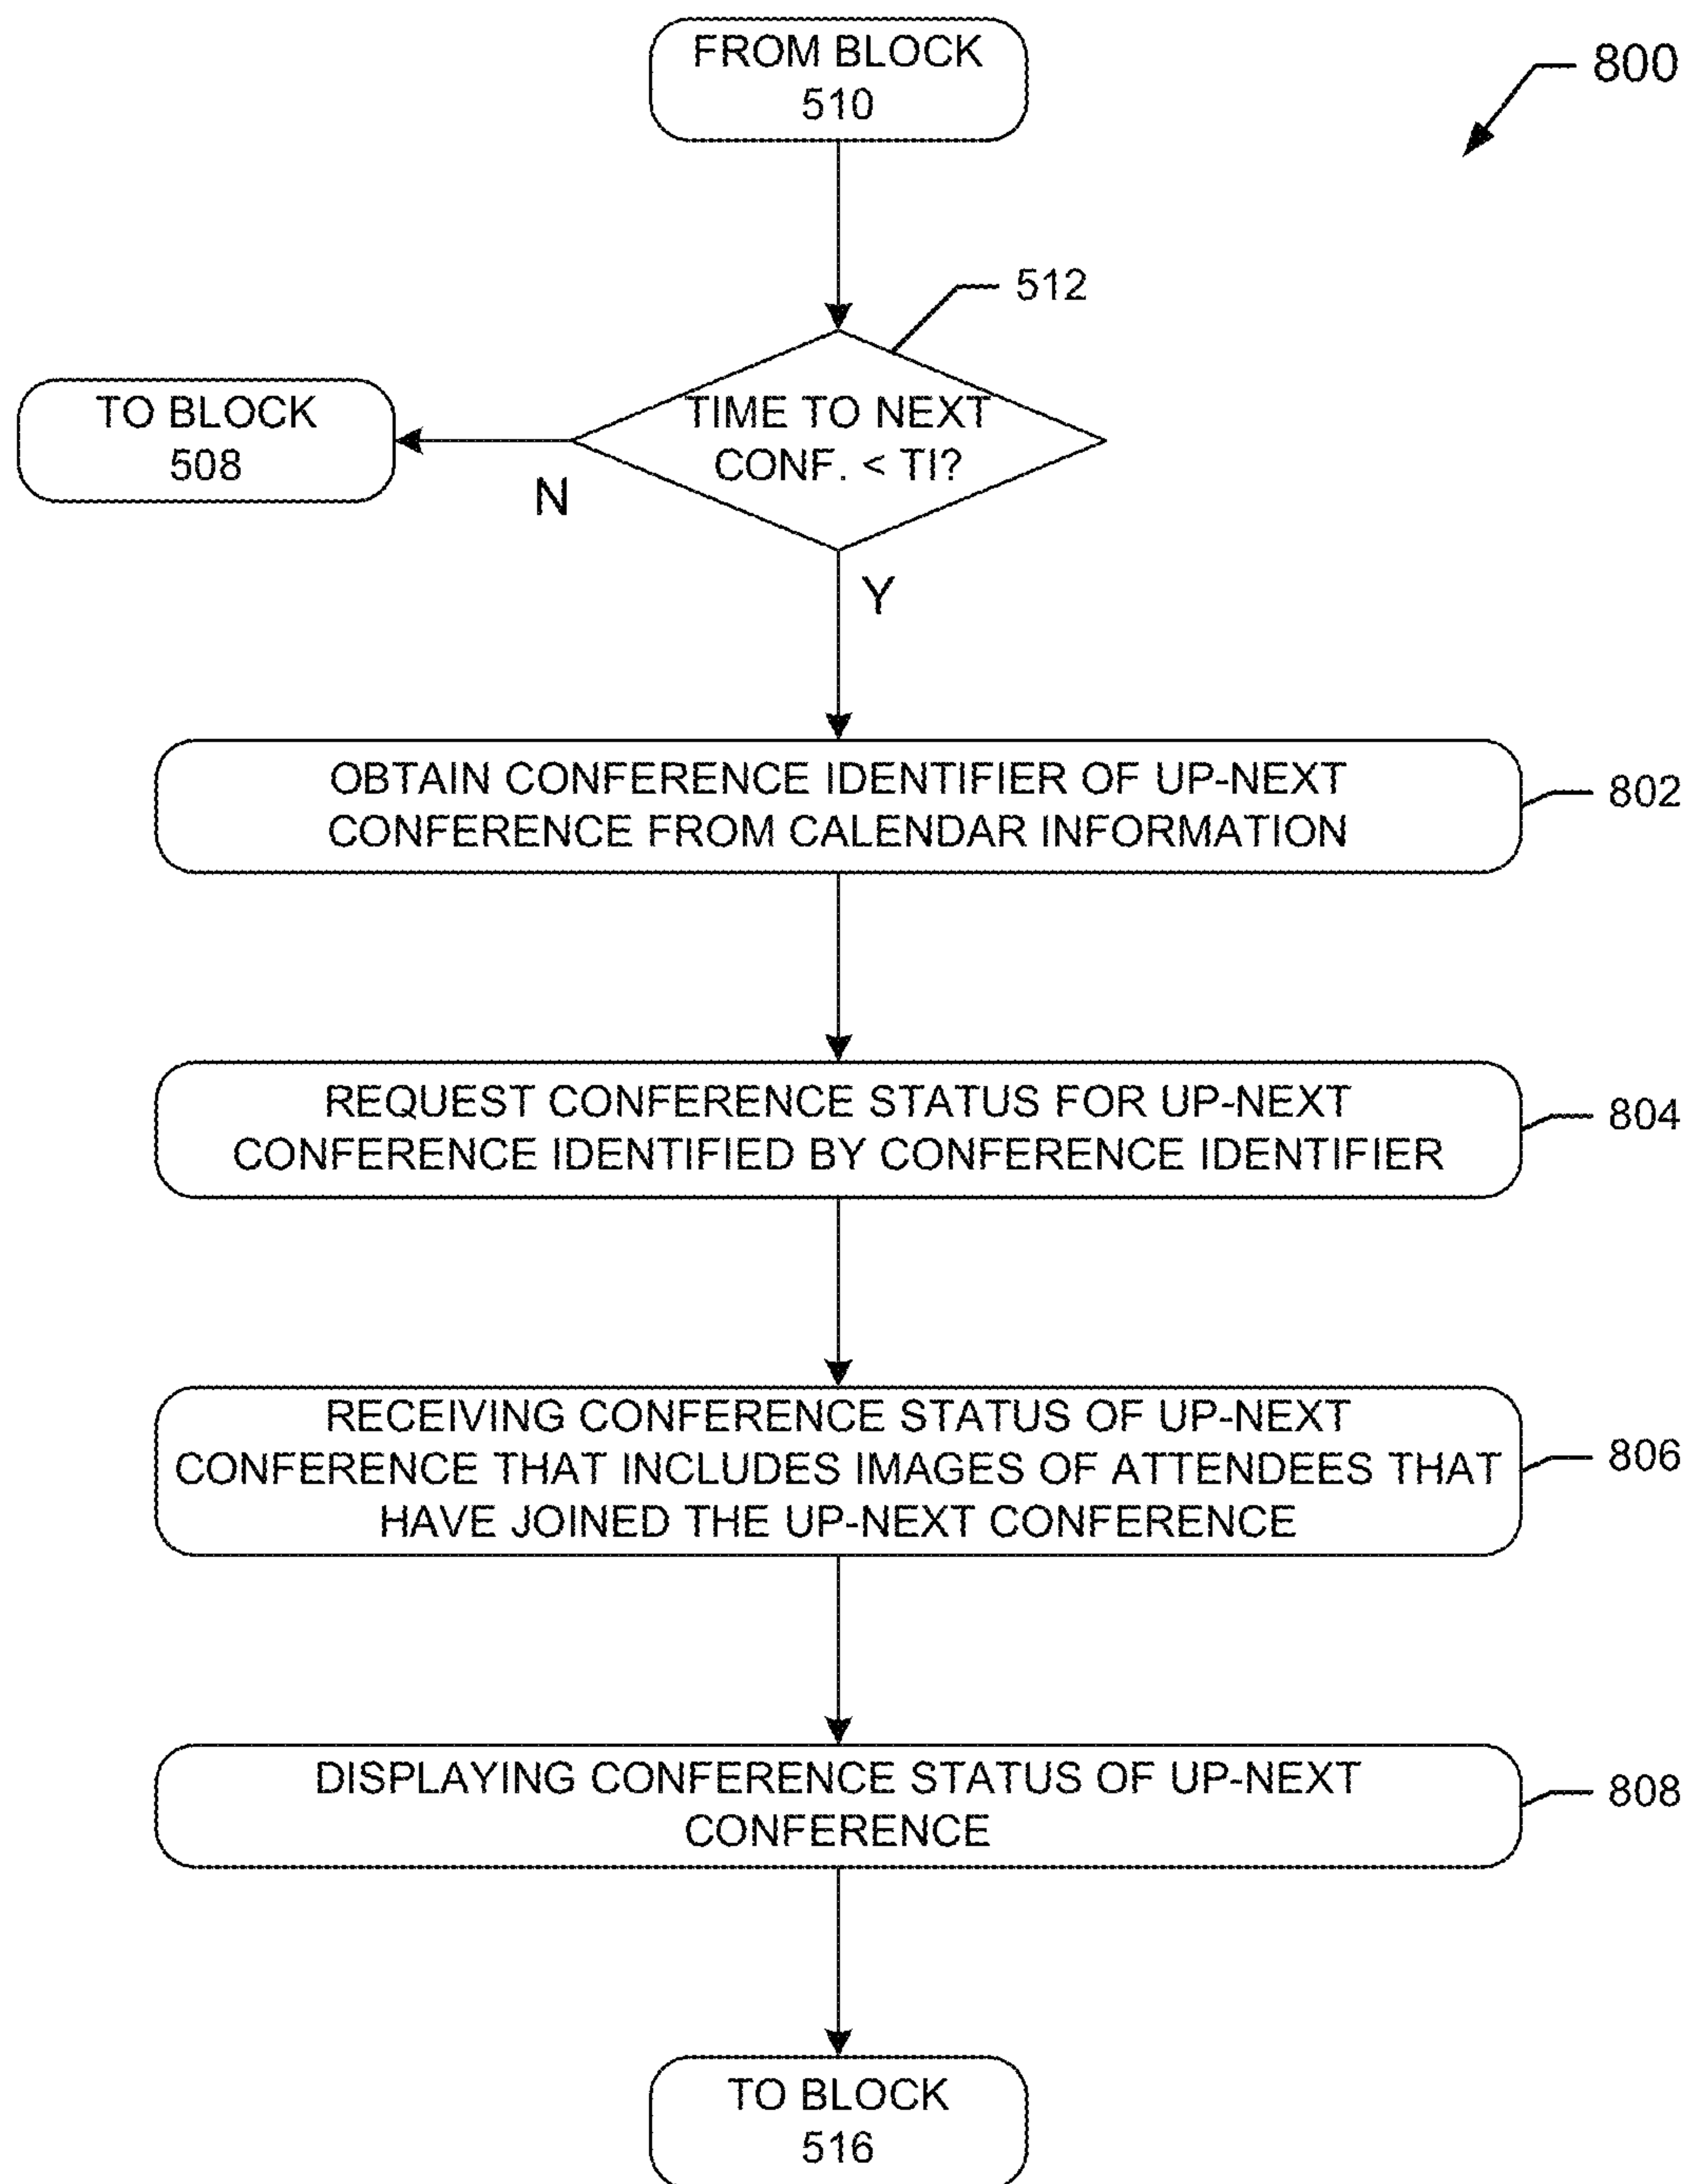 FROM BLOCK
510
800
512
TIME TO NEXT
CONF. < TI?
TO BLOCK
508
N
Y
OBTAIN CONFERENCE IDENTIFIER OF UP-NEXT
CONFERENCE FROM CALENDAR INFORMATION
802
REQUEST CONFERENCE STATUS FOR UP-NEXT
CONFERENCE IDENTIFIED BY CONFERENCE IDENTIFIER
804
RECEIVING CONFERENCE STATUS OF UP-NEXT
CONFERENCE THAT INCLUDES IMAGES OF ATTENDEES THAT
HAVE JOINED THE UP-NEXT CONFERENCE
806
DISPLAYING CONFERENCE STATUS OF UP-NEXT
CONFERENCE
808
TO BLOCK
516